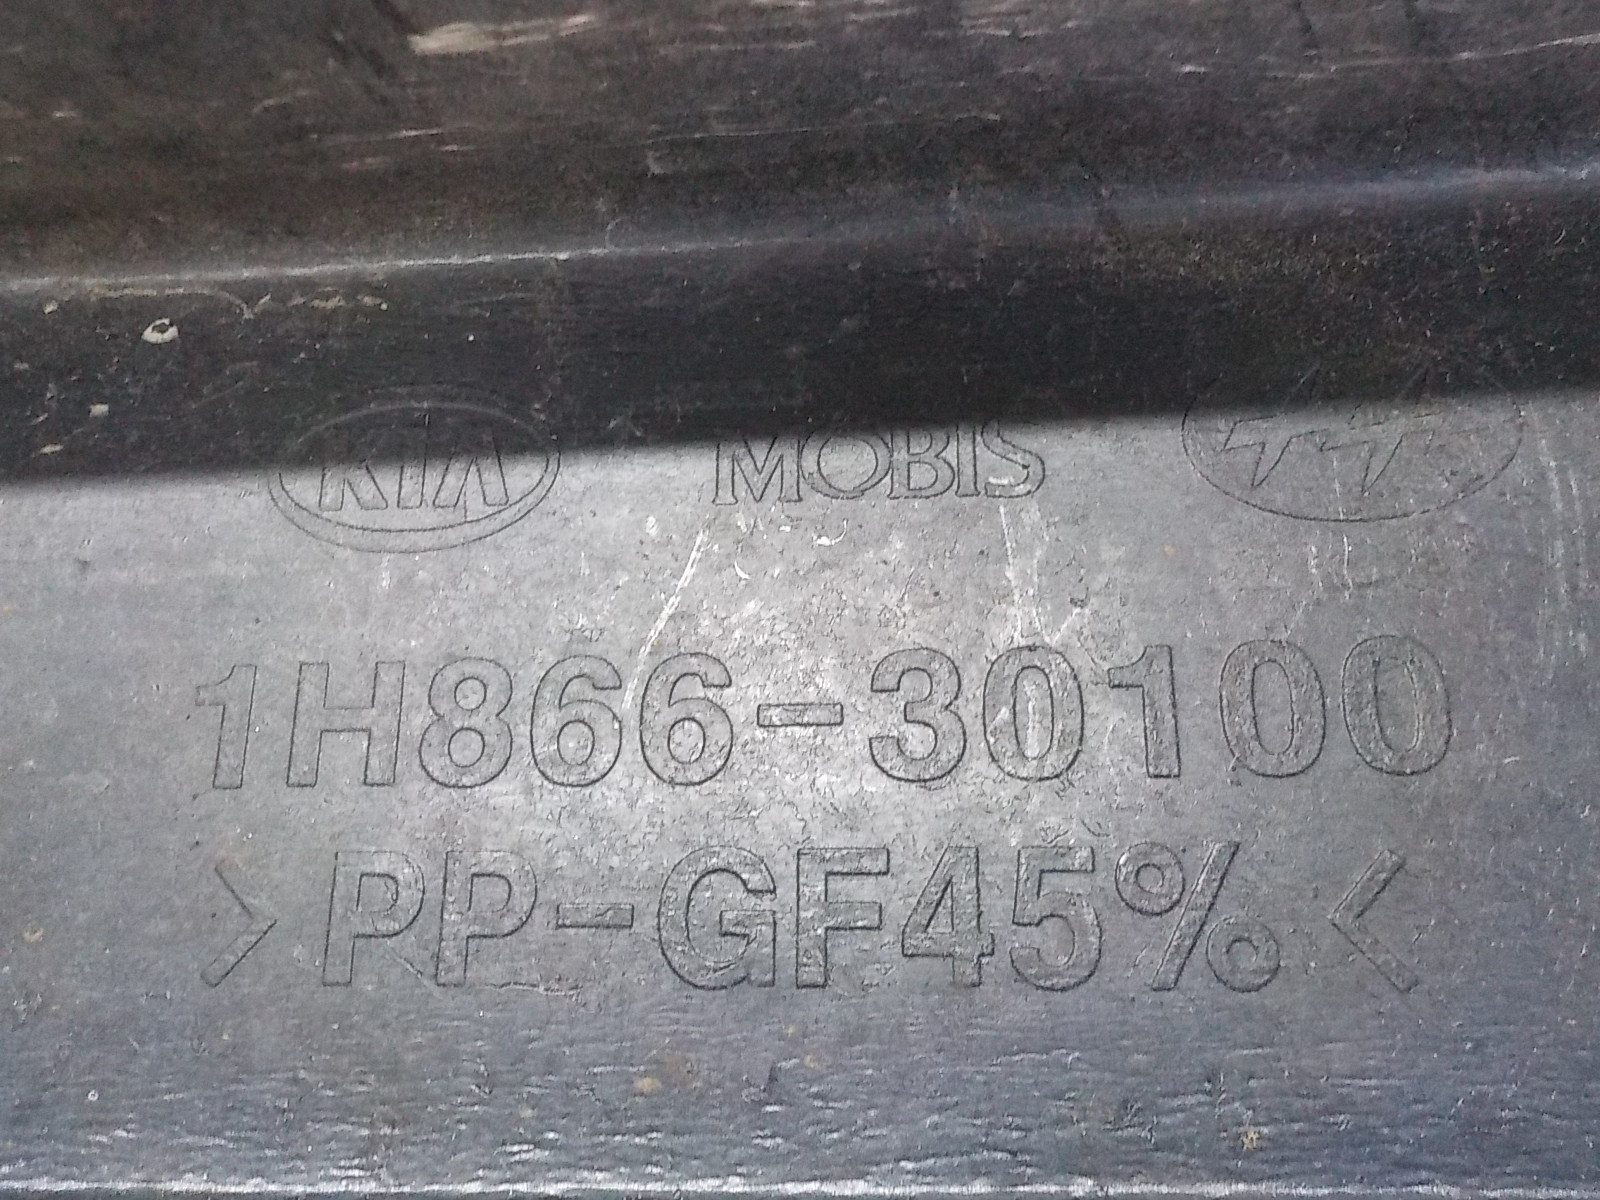 KIA MOBIS
1H866-30100
>PP-GF45%<